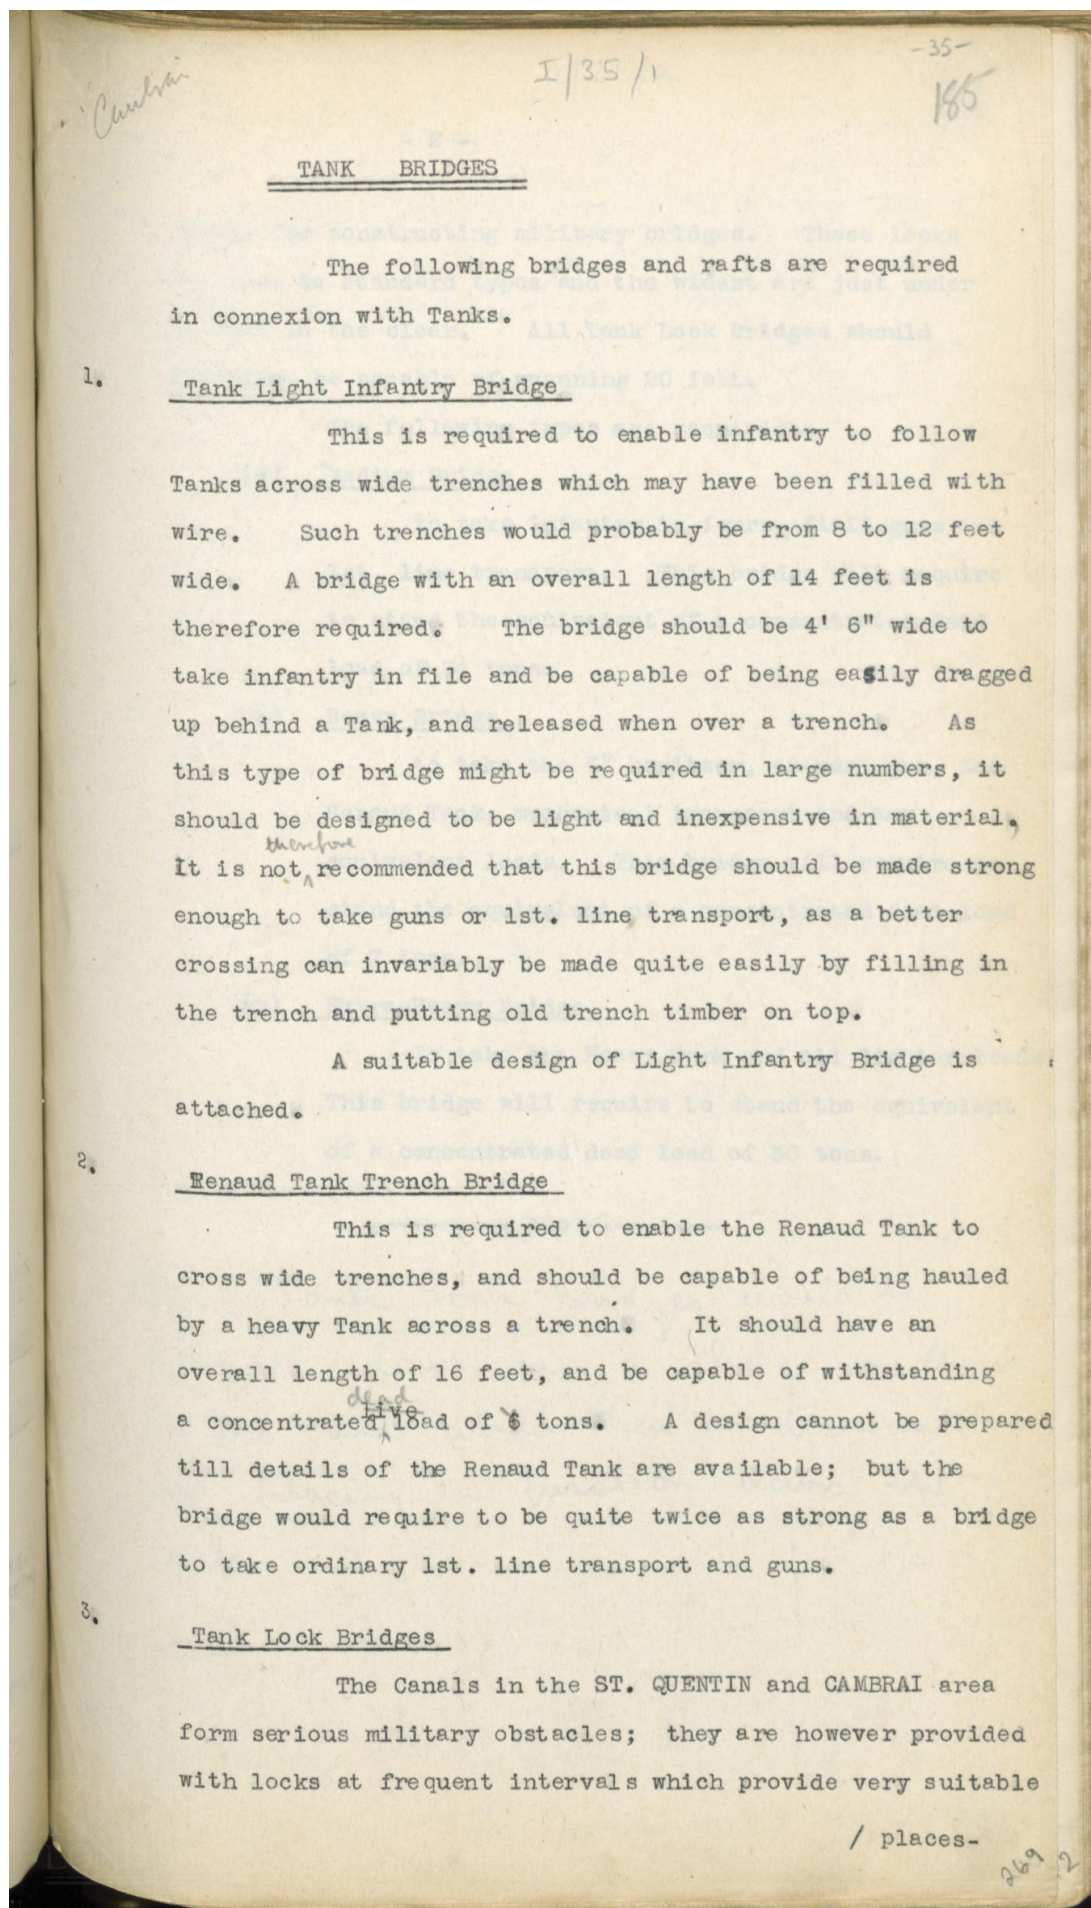 -35-
I/35/1
185
TANK BRIDGES
The following bridges and rafts are required
in connexion with Tanks.
1.
Tank Light Infantry Bridge
This is required to enable infantry to follow
Tanks across wide trenches which may have been filled with
wire. Such trenches would probably be from 8 to 12 feet
wide. A bridge with an overall length of 14 feet is
therefore required. The bridge should be 4' 6" wide to
take infantry in file and be capable of being easily dragged
up behind a Tank, and released when over a trench. As
this type of bridge might be required in large numbers, it
should be designed to be light and inexpensive in material.
therefore
It is not recommended that this bridge should be made strong
enough to take guns or 1st. line transport, as a better
crossing can invariably be made quite easily by filling in
the trench and putting old trench timber on top.
A suitable design of Light Infantry Bridge is
attached.
2.
Renaud Tank Trench Bridge
This is required to enable the Renaud Tank to
cross wide trenches, and should be capable of being hauled
by a heavy Tank across a trench. It should have an
overall length of 16 feet, and be capable of withstanding
dead
live
a concentrated load of 6 tons. A design cannot be prepared
till details of the Renaud Tank are available; but the
bridge would require to be quite twice as strong as a bridge
to take ordinary 1st. line transport and guns.
3.
Tank Lock Bridges
The Canals in the ST. QUENTIN and CAMBRAI area
form serious military obstacles; they are however provided
with locks at frequent intervals which provide very suitable
/ places-
269
2